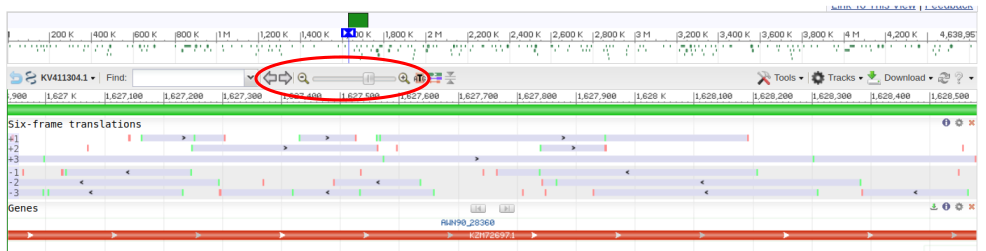 Link To This View | Feedback
200 K 400 K 600 K 800 K 1 M 1,200 K 1,400 K 1,800 K 2 M 2,200 K 2,400 K 2,600 K 2,800 K 3 M 3,200 K 3,400 K 3,600 K 3,800 K 4 M 4,200 K 4,638,95
KV411304.1 Find: Tools Tracks Download ?
,900 1,627 K 1,627,100 1,627,200 1,627,300 1,627,400 1,627,500 1,627,600 1,627,700 1,627,800 1,627,900 1,628 K 1,628,100 1,628,200 1,628,300 1,628,400 1,628,500
Six-frame translations
+1
+2
+3
-1
-2
-3
Genes
AWN90_28360
KZM72697.1